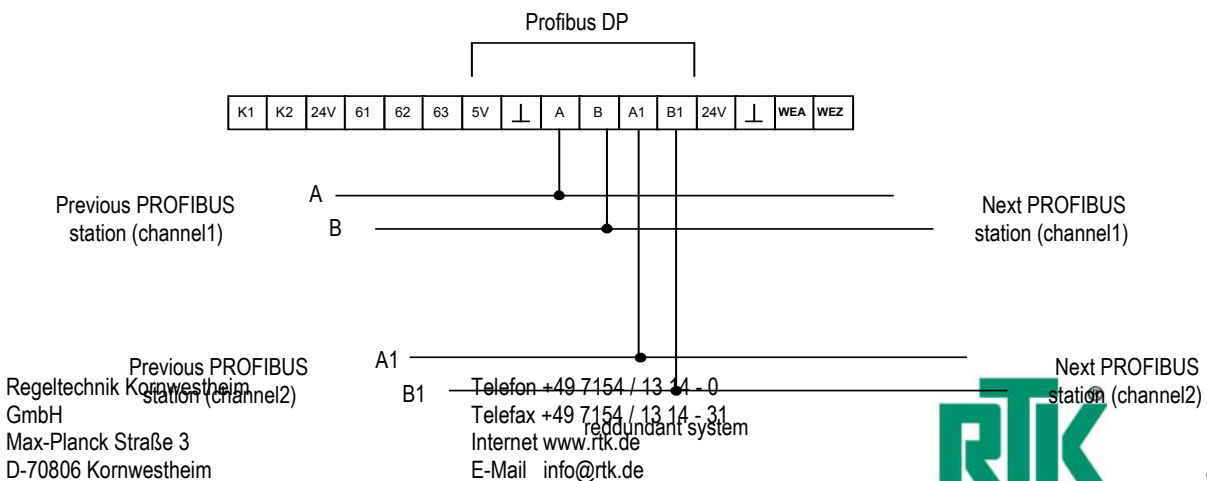 Profibus DP
K1 K2 24V 61 62 63 5V ⊥ A B A1 B1 24V ⊥ WEA WEZ
A
Previous PROFIBUS
station (channel1)
B
Next PROFIBUS
station (channel1)
A1
Previous PROFIBUS
station (channel2)
B1
Next PROFIBUS
station (channel2)
reddundant system
Regeltechnik Kornwestheim
GmbH
Max-Planck Straße 3
D-70806 Kornwestheim
Telefon +49 7154 / 13 14 - 0
Telefax +49 7154 / 13 14 - 31
Internet www.rtk.de
E-Mail info@rtk.de
RTK®